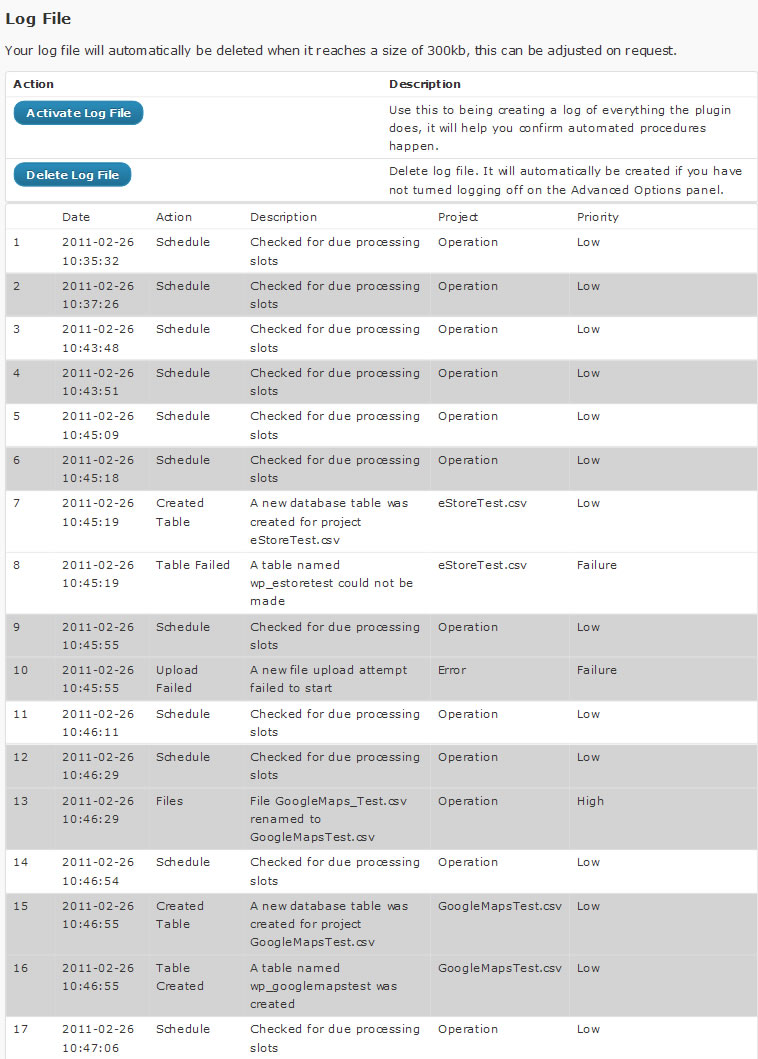 Log File
Your log file will automatically be deleted when it reaches a size of 300kb, this can be adjusted on request.
Action Description
Activate Log File Use this to being creating a log of everything the plugin
does, it will help you confirm automated procedures
happen.
Delete Log File Delete log file. It will automatically be created if you have
not turned logging off on the Advanced Options panel.
Date Action Description Project Priority
1 2011-02-26 Schedule Checked for due processing Operation Low
10:35:32 slots
2 2011-02-26 Schedule Checked for due processing Operation Low
10:37:26 slots
3 2011-02-26 Schedule Checked for due processing Operation Low
10:43:48 slots
4 2011-02-26 Schedule Checked for due processing Operation Low
10:43:51 slots
5 2011-02-26 Schedule Checked for due processing Operation Low
10:45:09 slots
6 2011-02-26 Schedule Checked for due processing Operation Low
10:45:18 slots
7 2011-02-26 Created A new database table was eStoreTest.csv Low
10:45:19 Table created for project
eStoreTest.csv
8 2011-02-26 Table Failed A table named eStoreTest.csv Failure
10:45:19 wp_estoretest could not be
made
9 2011-02-26 Schedule Checked for due processing Operation Low
10:45:55 slots
10 2011-02-26 Upload A new file upload attempt Error Failure
10:45:55 Failed failed to start
11 2011-02-26 Schedule Checked for due processing Operation Low
10:46:11 slots
12 2011-02-26 Schedule Checked for due processing Operation Low
10:46:29 slots
13 2011-02-26 Files File GoogleMaps_Test.csv Operation High
10:46:29 renamed to
GoogleMapsTest.csv
14 2011-02-26 Schedule Checked for due processing Operation Low
10:46:54 slots
15 2011-02-26 Created A new database table was GoogleMapsTest.csv Low
10:46:55 Table created for project
GoogleMapsTest.csv
16 2011-02-26 Table A table named GoogleMapsTest.csv Low
10:46:55 Created wp_googlemapstest was
created
17 2011-02-26 Schedule Checked for due processing Operation Low
10:47:06 slots